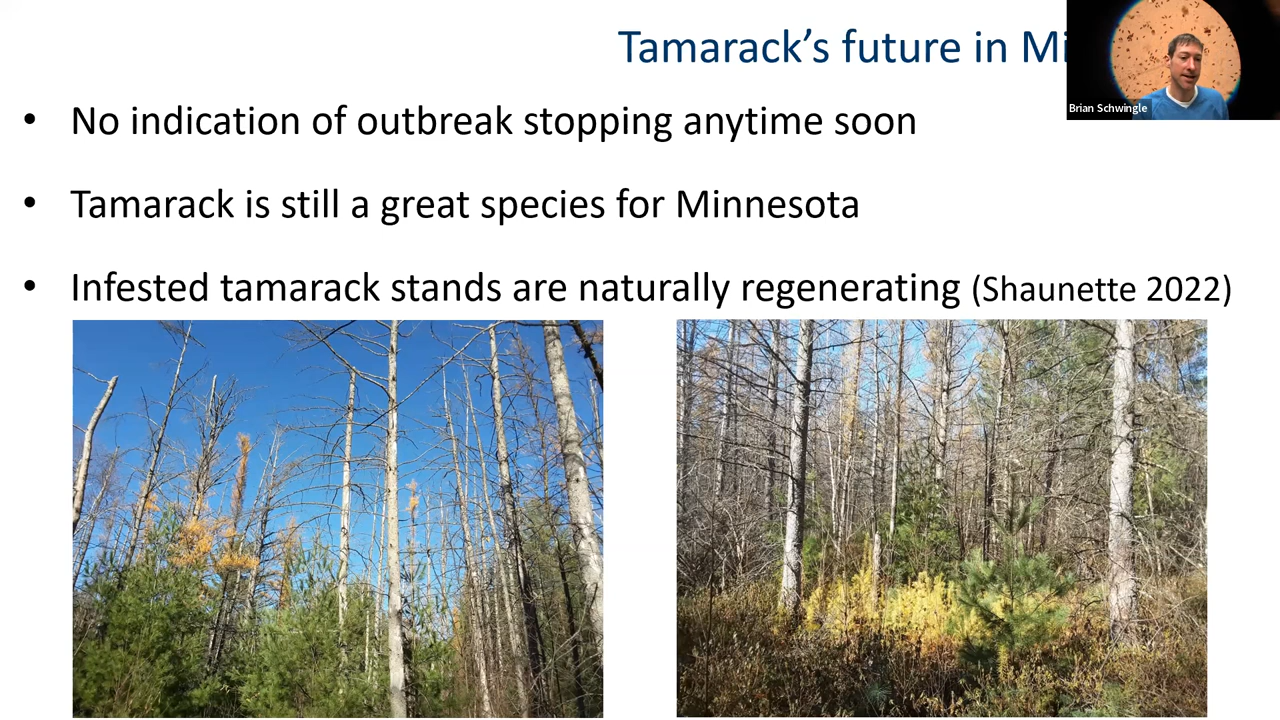 Tamarack's future in Mi
Brian Schwingle
• No indication of outbreak stopping anytime soon
• Tamarack is still a great species for Minnesota
• Infested tamarack stands are naturally regenerating (Shaunette 2022)